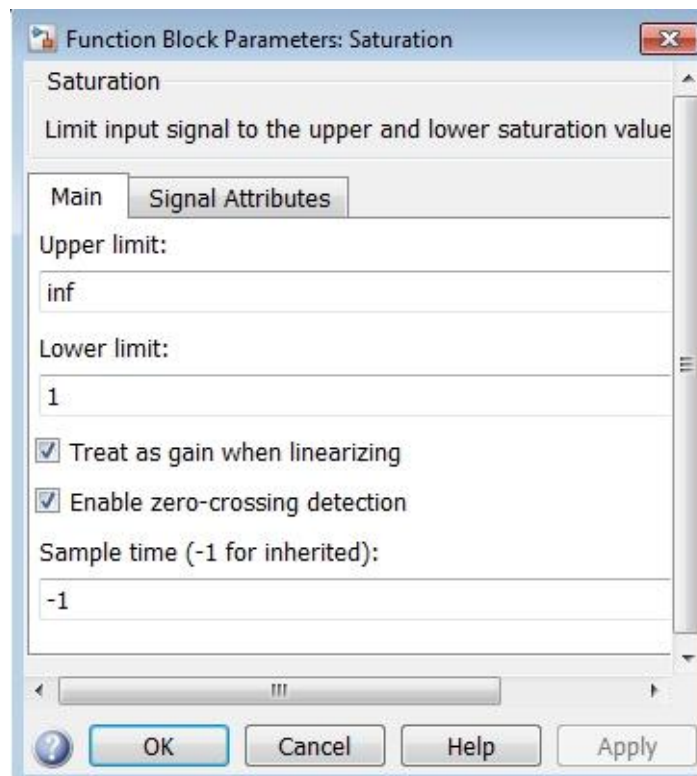 Function Block Parameters: Saturation
Saturation
Limit input signal to the upper and lower saturation value
Main Signal Attributes
Upper limit:
inf
Lower limit:
1
Treat as gain when linearizing
Enable zero-crossing detection
Sample time (-1 for inherited):
-1
OK Cancel Help Apply